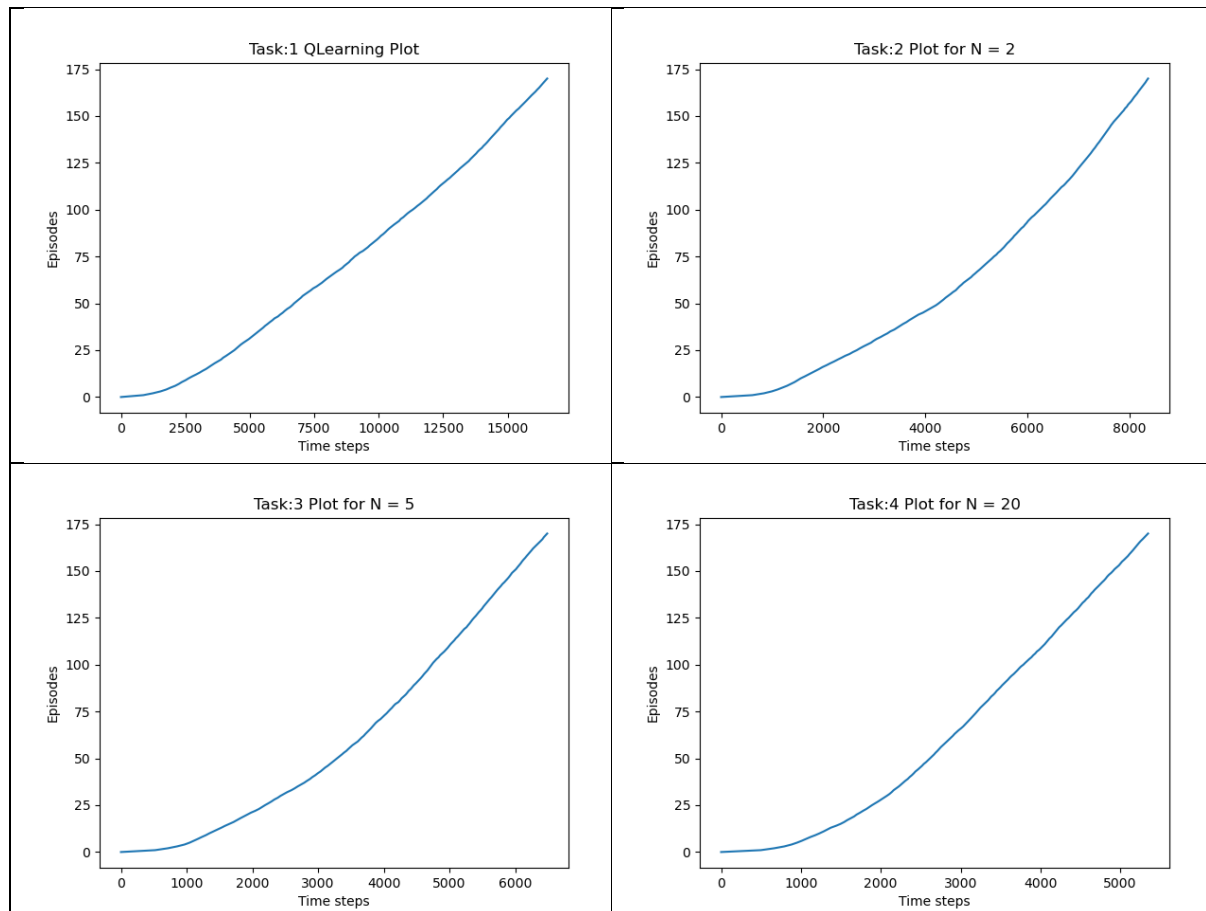 Task:1 QLearning Plot
175
150
125
100
75
50
25
0
Episodes
0 2500 5000 7500 10000 12500 15000
Time steps
Task:2 Plot for N = 2
175
150
125
100
75
50
25
0
Episodes
0 2000 4000 6000 8000
Time steps
Task:3 Plot for N = 5
175
150
125
100
75
50
25
0
Episodes
0 1000 2000 3000 4000 5000 6000
Time steps
Task:4 Plot for N = 20
175
150
125
100
75
50
25
0
Episodes
0 1000 2000 3000 4000 5000
Time steps